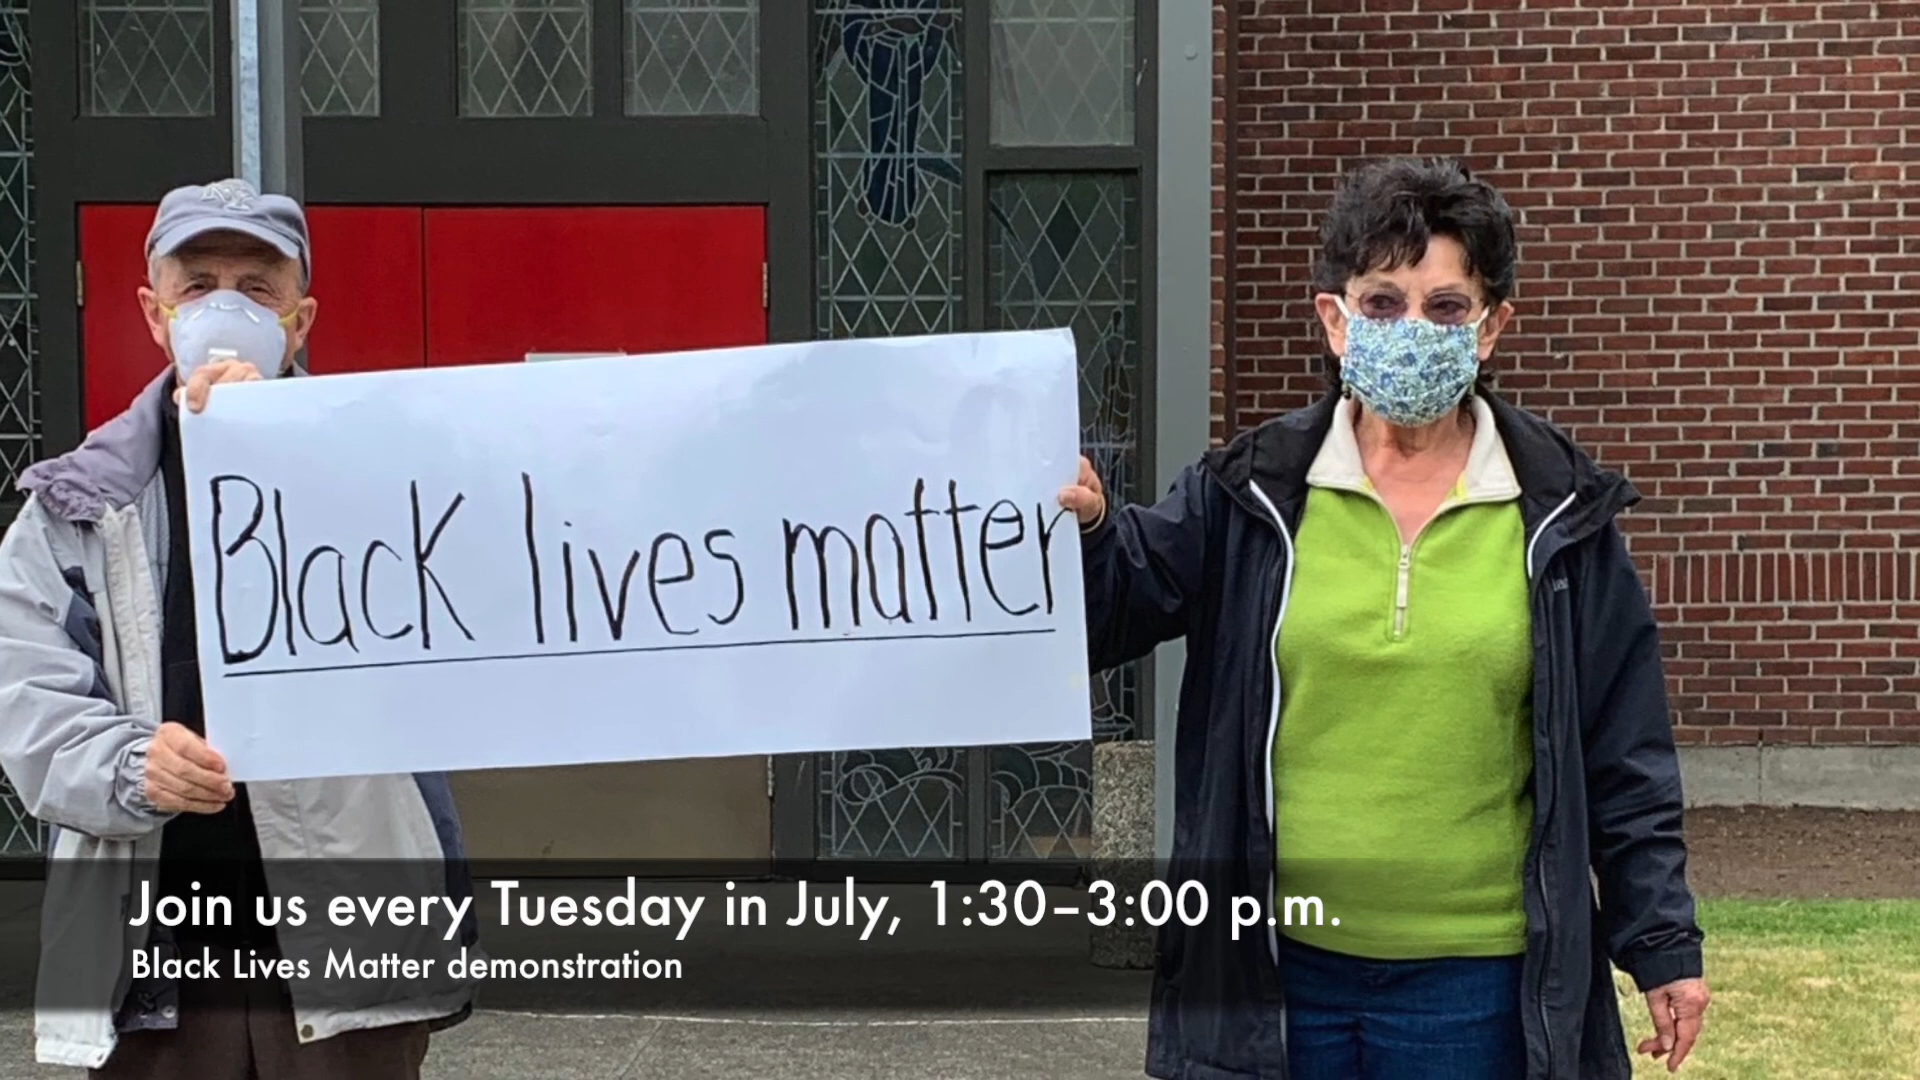 Black lives matter
Join us every Tuesday in July, 1:30–3:00 p.m.
Black Lives Matter demonstration